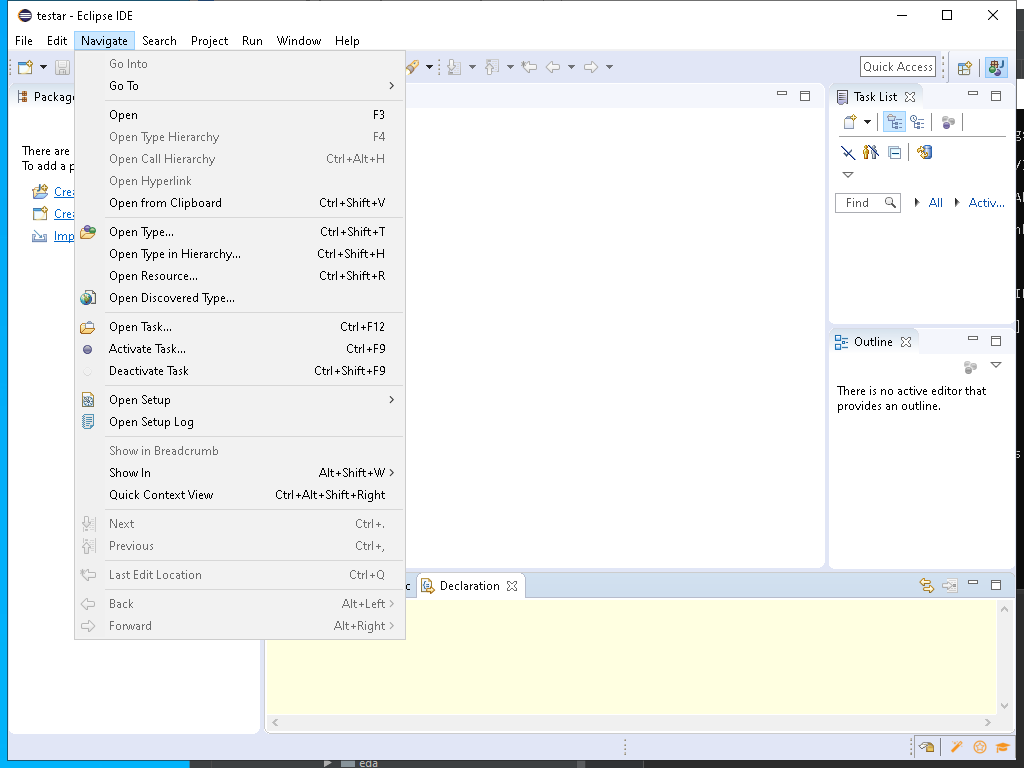 testar - Eclipse IDE
File Edit Navigate Search Project Run Window Help
Quick Access
Go Into
Go To
Open F3
Open Type Hierarchy F4
Open Call Hierarchy Ctrl+Alt+H
Open Hyperlink
Open from Clipboard Ctrl+Shift+V
Open Type... Ctrl+Shift+T
Open Type in Hierarchy... Ctrl+Shift+H
Open Resource... Ctrl+Shift+R
Open Discovered Type...
Open Task... Ctrl+F12
Activate Task... Ctrl+F9
Deactivate Task Ctrl+Shift+F9
Open Setup
Open Setup Log
Show in Breadcrumb
Show In Alt+Shift+W
Quick Context View Ctrl+Alt+Shift+Right
Next Ctrl+.
Previous Ctrl+,
Last Edit Location Ctrl+Q
Back Alt+Left
Forward Alt+Right
Packag
There are
To add a p
Cre
Cre
Imp
Task List
Find All Activ...
Outline
There is no active editor that
provides an outline.
Declaration
eda